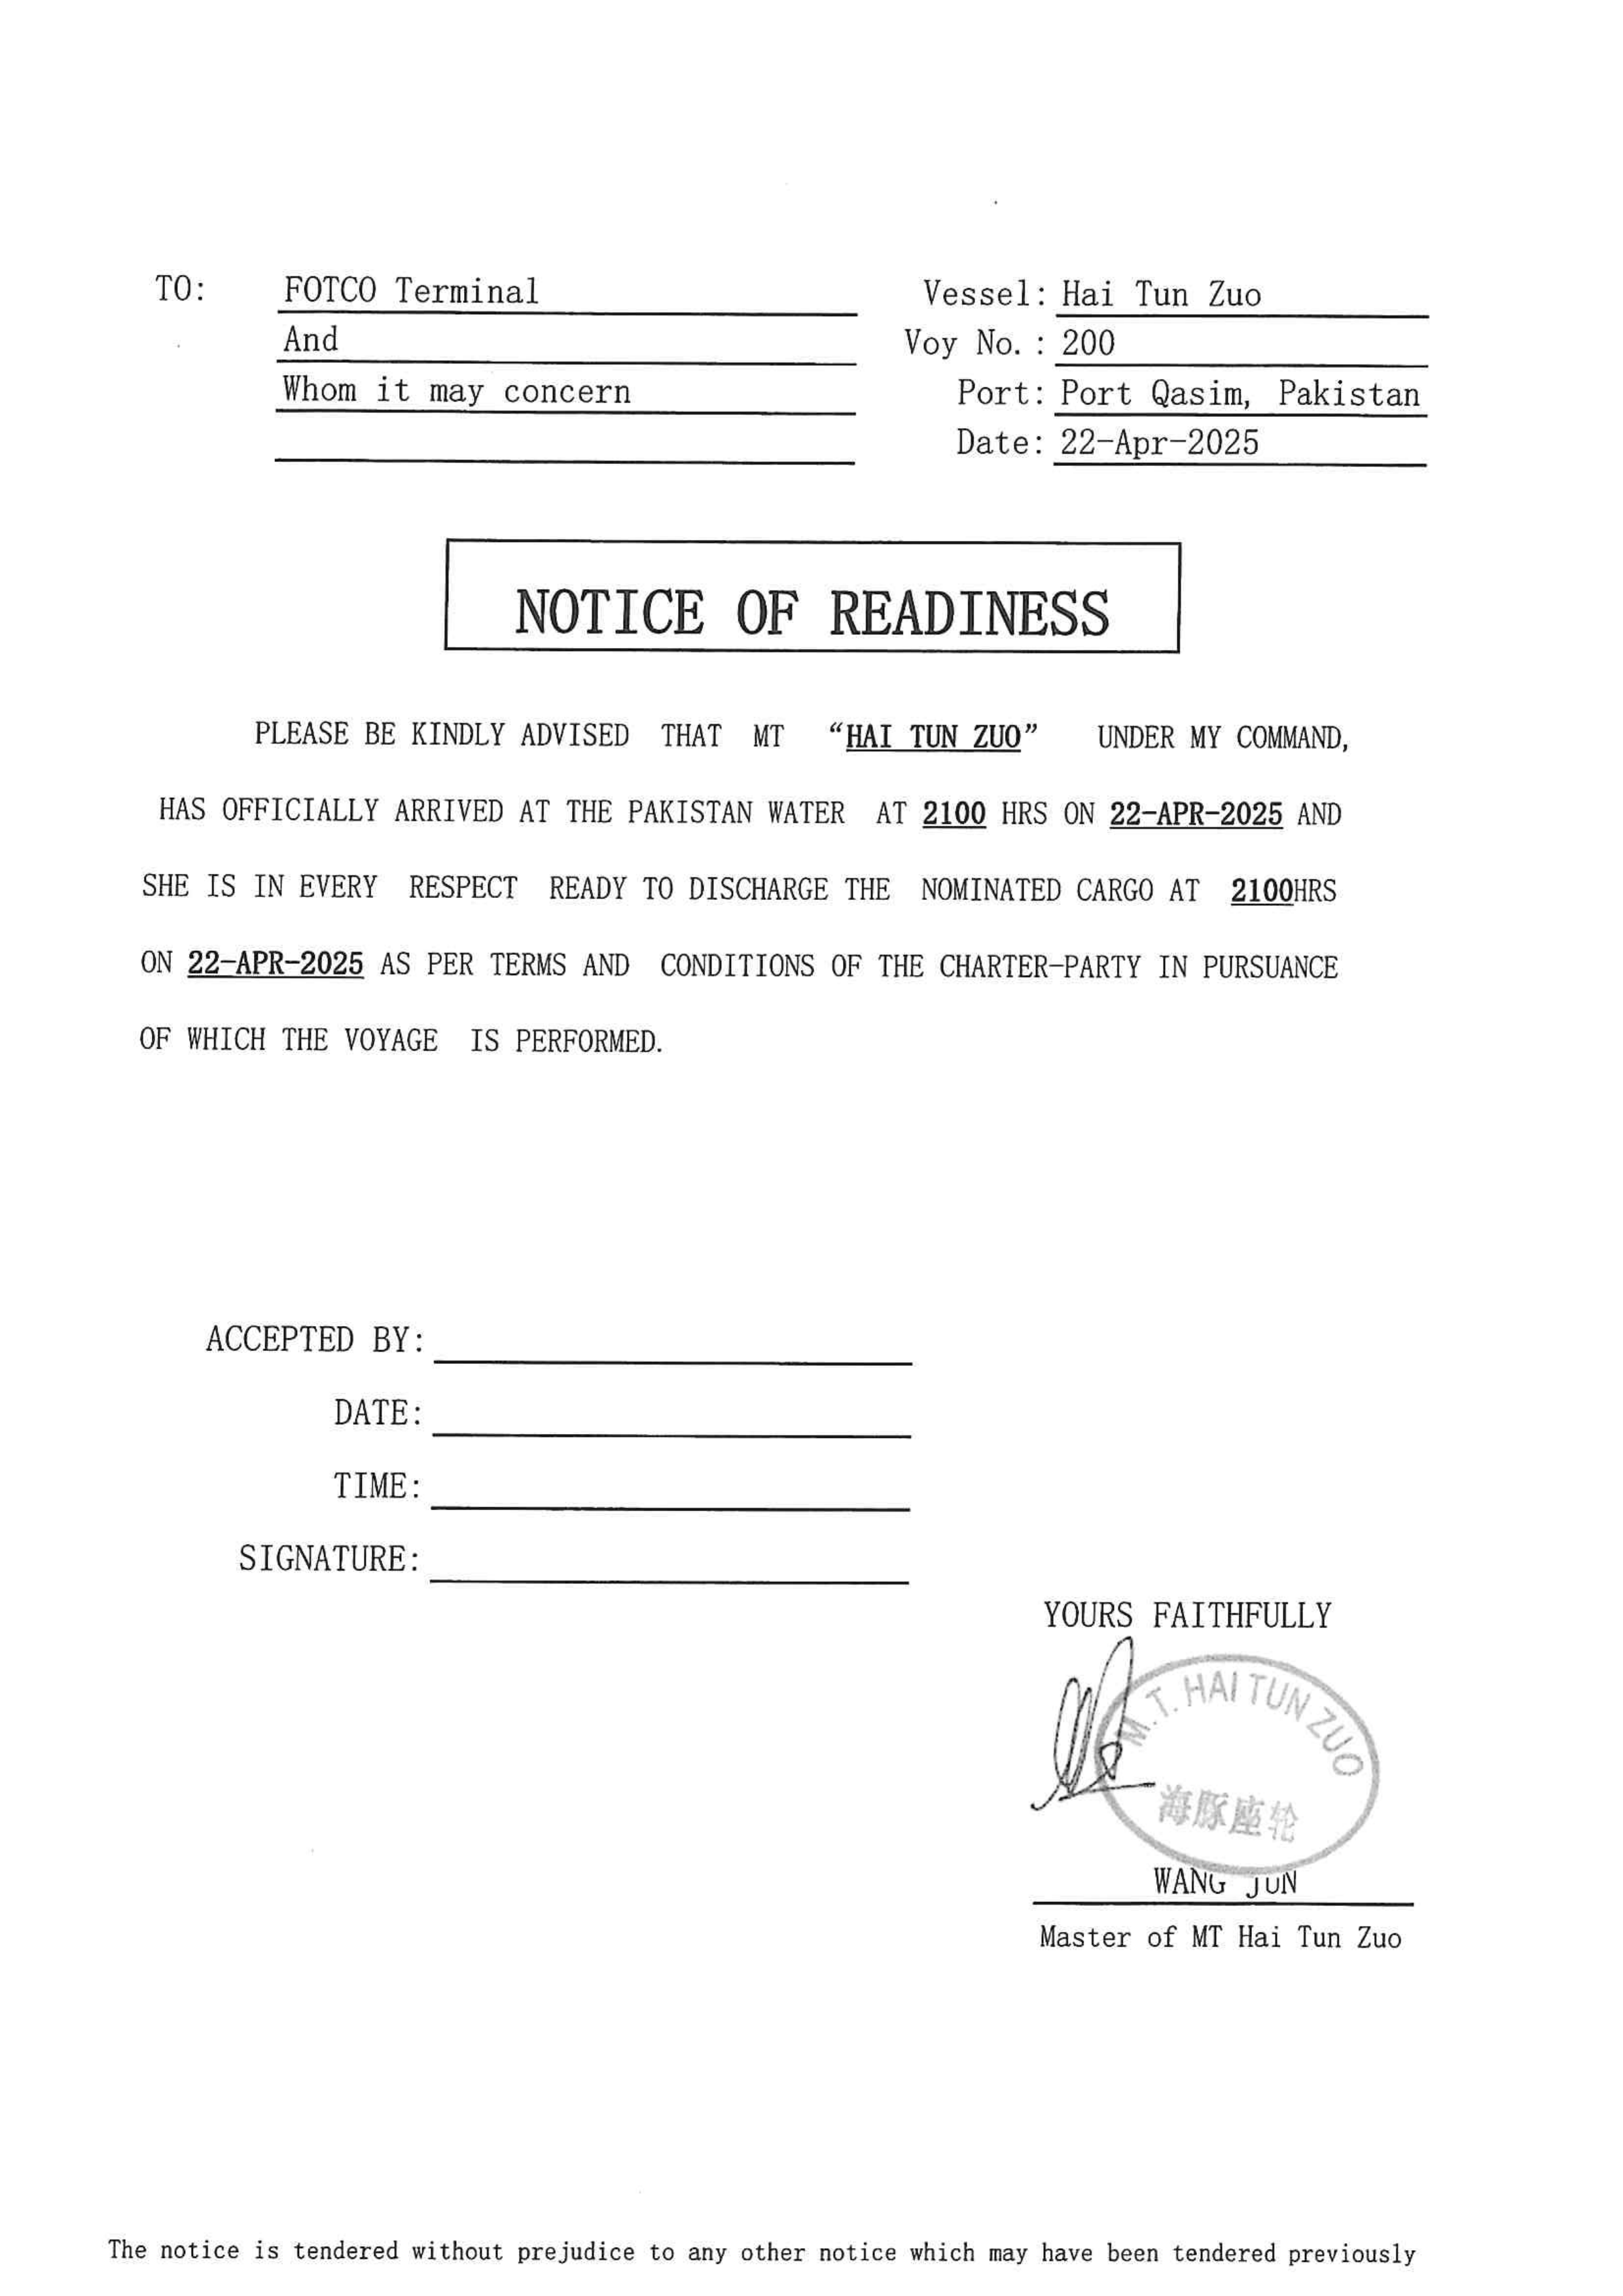 TO: FOTCO Terminal Vessel: Hai Tun Zuo
And Voy No. : 200
Whom it may concern Port: Port Qasim, Pakistan
Date: 22-Apr-2025
NOTICE OF READINESS
PLEASE BE KINDLY ADVISED THAT MT “HAI TUN ZUO” UNDER MY COMMAND,
HAS OFFICIALLY ARRIVED AT THE PAKISTAN WATER AT 2100 HRS ON 22-APR-2025 AND
SHE IS IN EVERY RESPECT READY TO DISCHARGE THE NOMINATED CARGO AT 2100HRS
ON 22-APR-2025 AS PER TERMS AND CONDITIONS OF THE CHARTER-PARTY IN PURSUANCE
OF WHICH THE VOYAGE IS PERFORMED.
ACCEPTED BY:
DATE:
TIME:
SIGNATURE:
YOURS FAITHFULLY
M.T. HAI TUN ZUO
海豚座轮
WANG JUN
Master of MT Hai Tun Zuo
The notice is tendered without prejudice to any other notice which may have been tendered previously